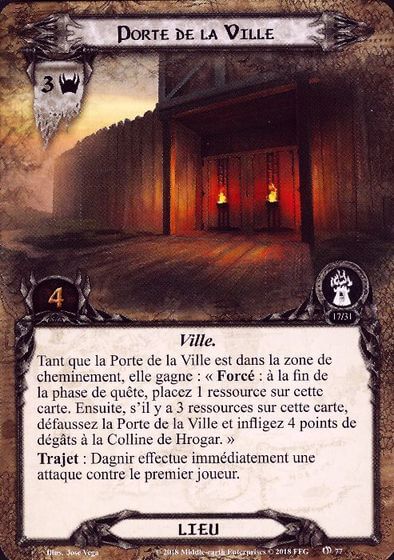 Porte de la Ville
3
4
17/31
Ville.
Tant que la Porte de la Ville est dans la zone de
cheminement, elle gagne : « Forcé : à la fin de
la phase de quête, placez 1 ressource sur cette
carte. Ensuite, s’il y a 3 ressources sur cette carte,
défaussez la Porte de la Ville et infligez 4 points de
dégâts à la Colline de Hrogar. »
Trajet : Dagnir effectue immédiatement une
attaque contre le premier joueur.
LIEU
Illus. Jose Vega
© 2018 Middle-earth Enterprises © 2018 FFG
77